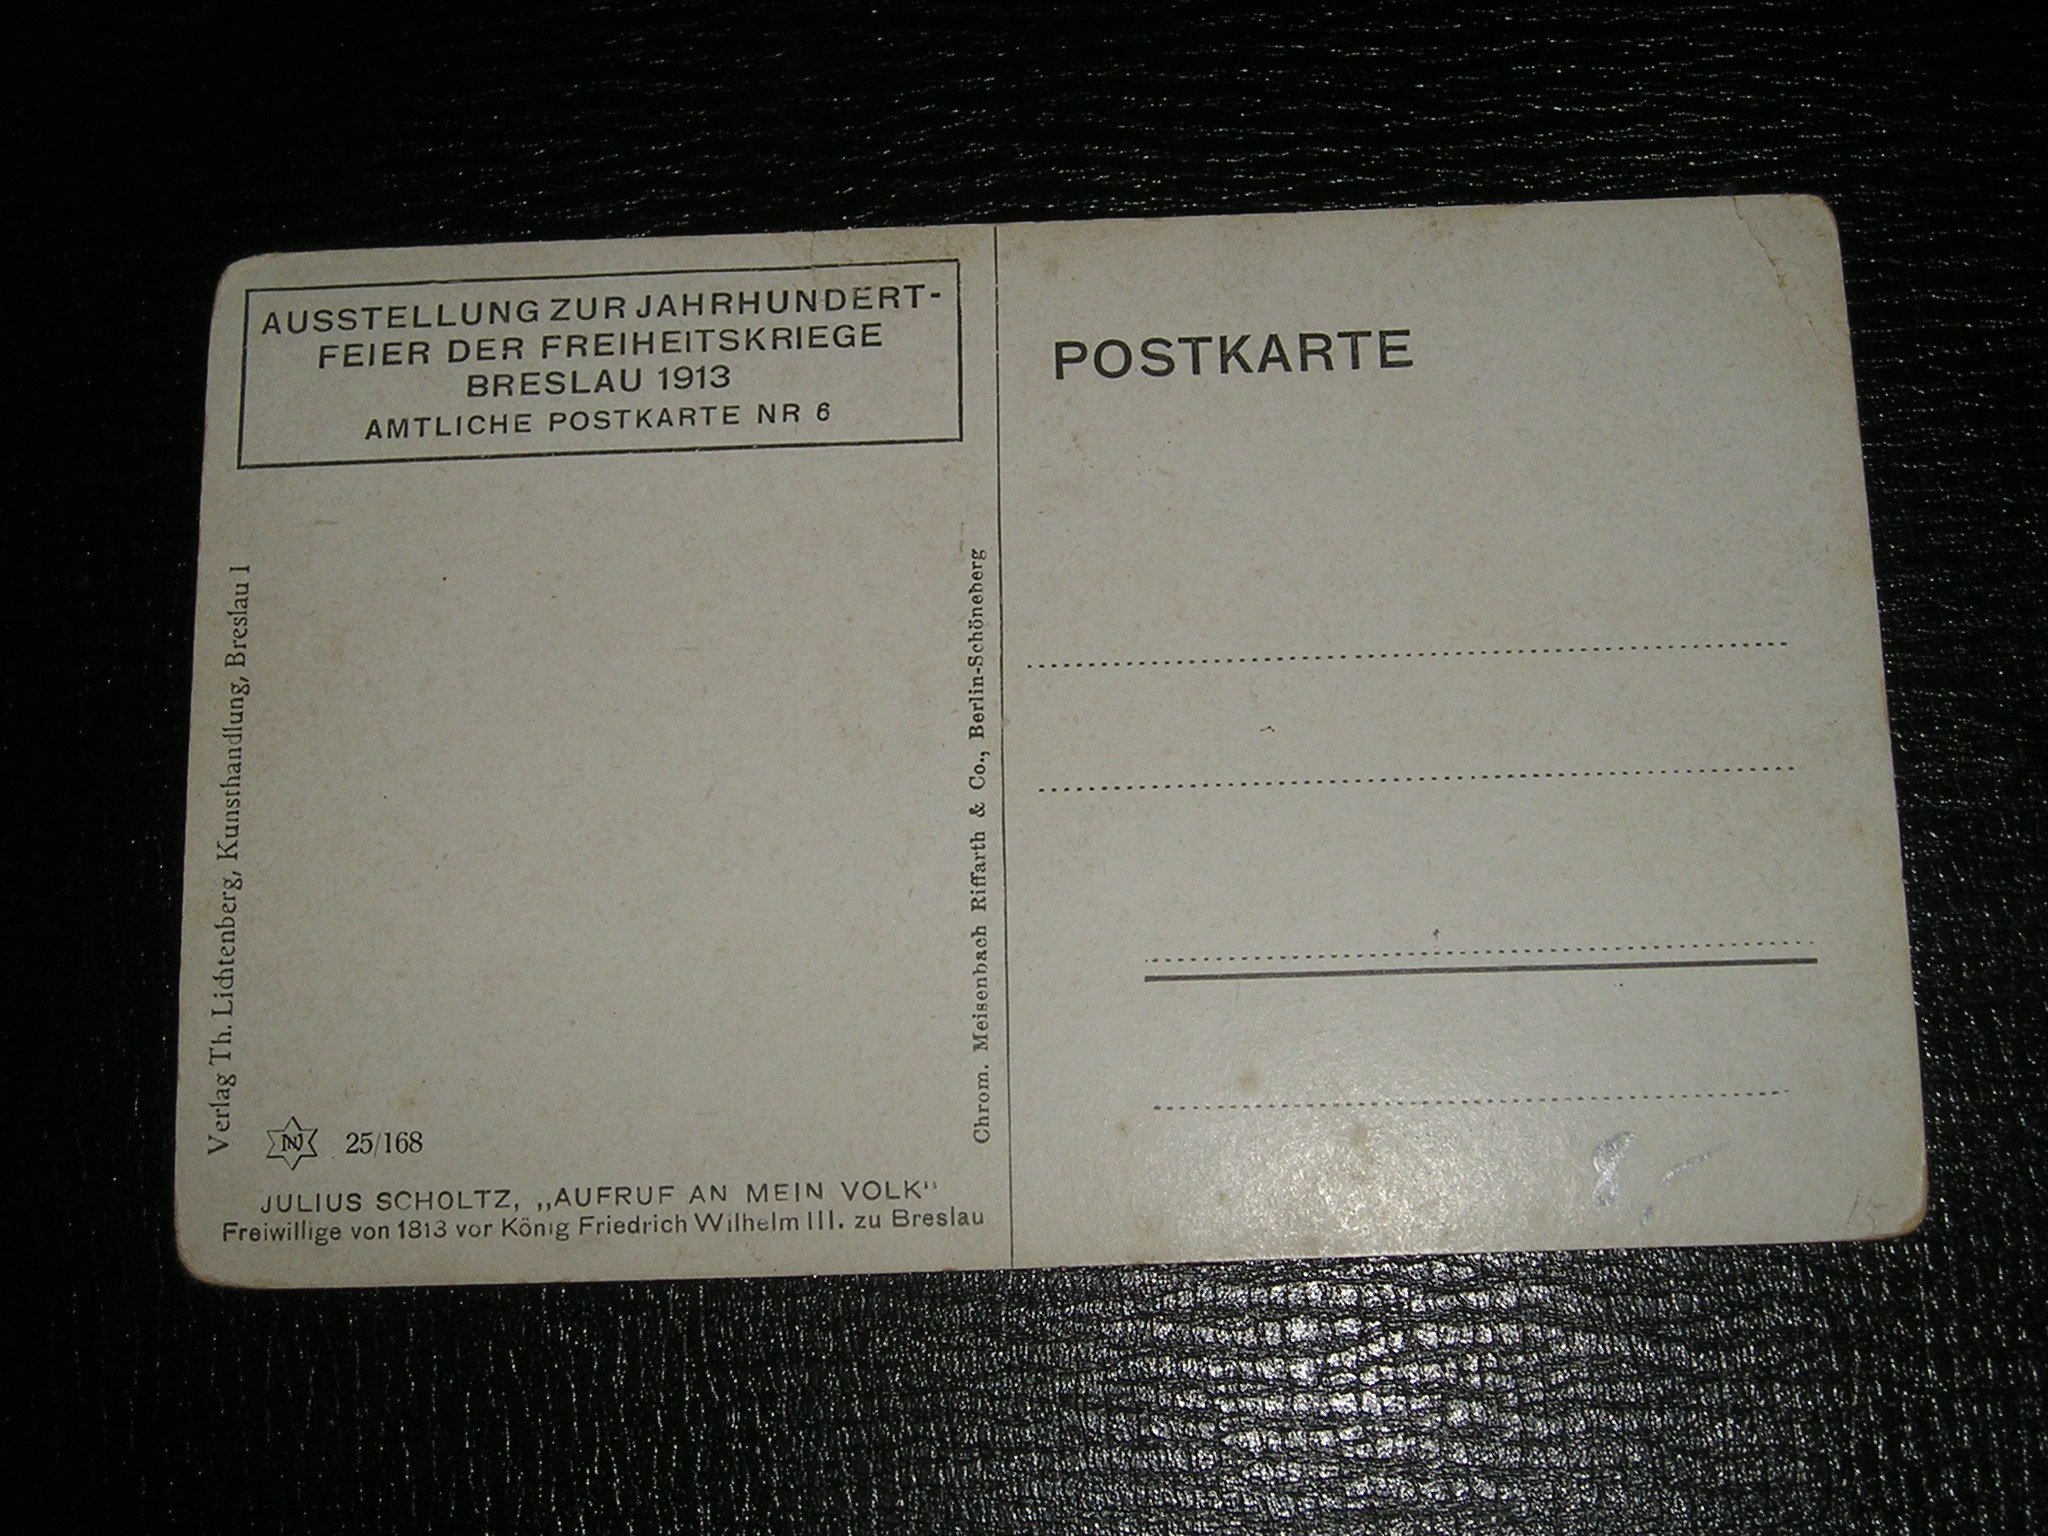 AUSSTELLUNG ZUR JAHRHUNDERT-
FEIER DER FREIHEITSKRIEGE
BRESLAU 1913
AMTLICHE POSTKARTE NR 6
POSTKARTE
Verlag Th. Lichtenberg, Kunsthandlung, Breslau I
Chrom. Meisenbach Riffarth & Co., Berlin-Schöneberg
25/168
JULIUS SCHOLTZ, „AUFRUF AN MEIN VOLK“
Freiwillige von 1813 vor König Friedrich Wilhelm III. zu Breslau
15